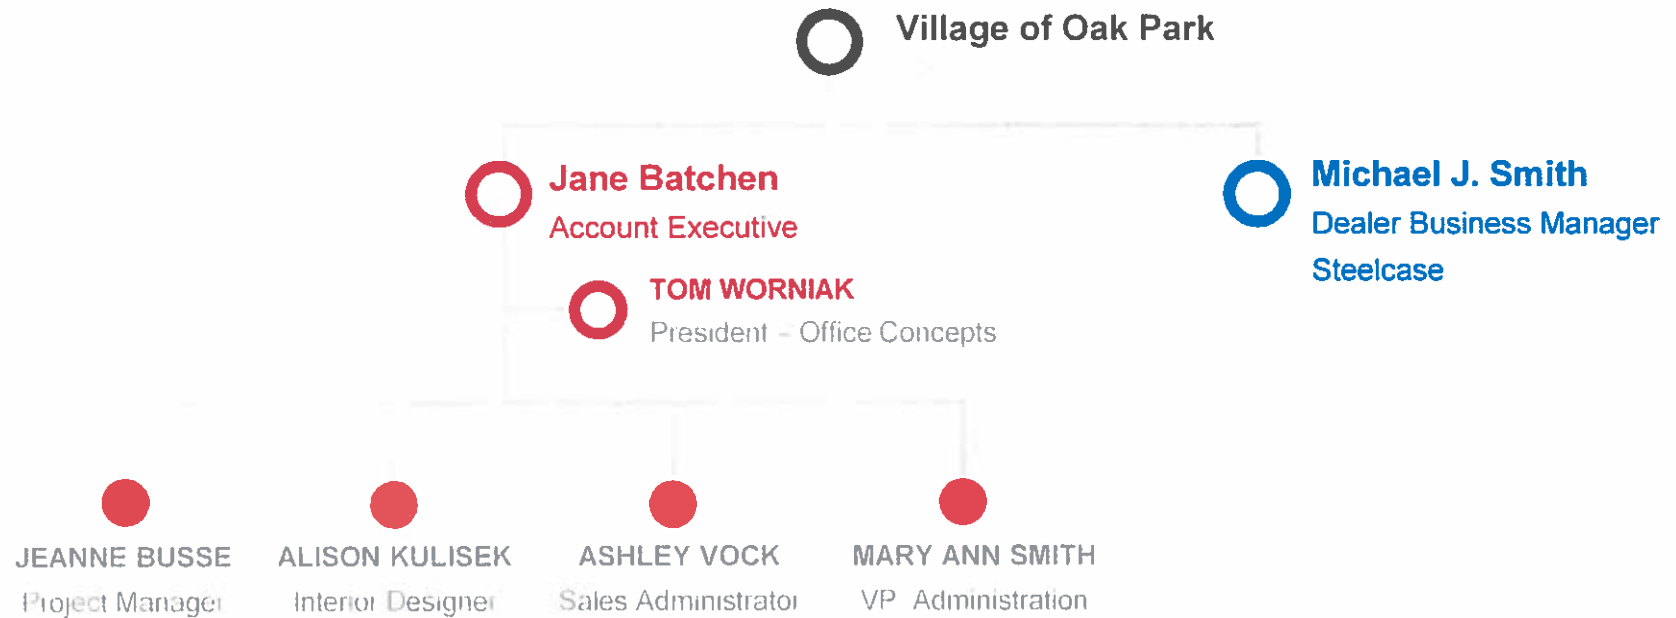 Village of Oak Park
Jane Batchen
Account Executive
Michael J. Smith
Dealer Business Manager
Steelcase
TOM WORNIAK
President – Office Concepts
JEANNE BUSSE
Project Manager
ALISON KULISEK
Interior Designer
ASHLEY VOCK
Sales Administrator
MARY ANN SMITH
VP Administration